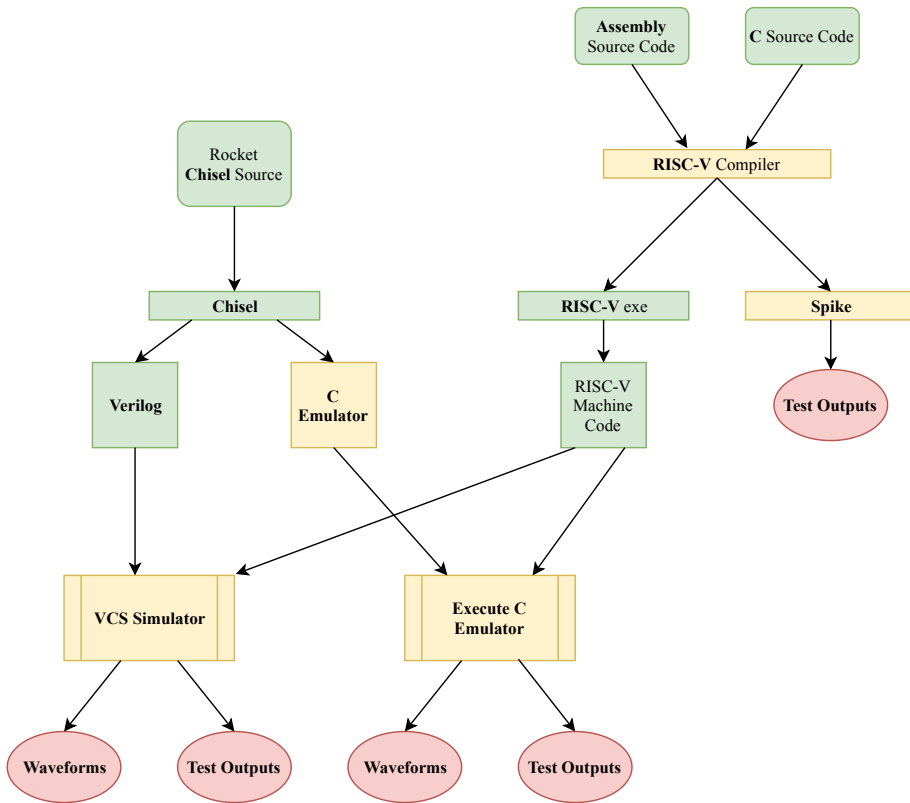 Assembly
Source Code
C Source Code
Rocket
Chisel Source
RISC-V Compiler
Chisel
RISC-V exe
Spike
Verilog
C
Emulator
RISC-V
Machine
Code
Test Outputs
VCS Simulator
Execute C
Emulator
Waveforms
Test Outputs
Waveforms
Test Outputs